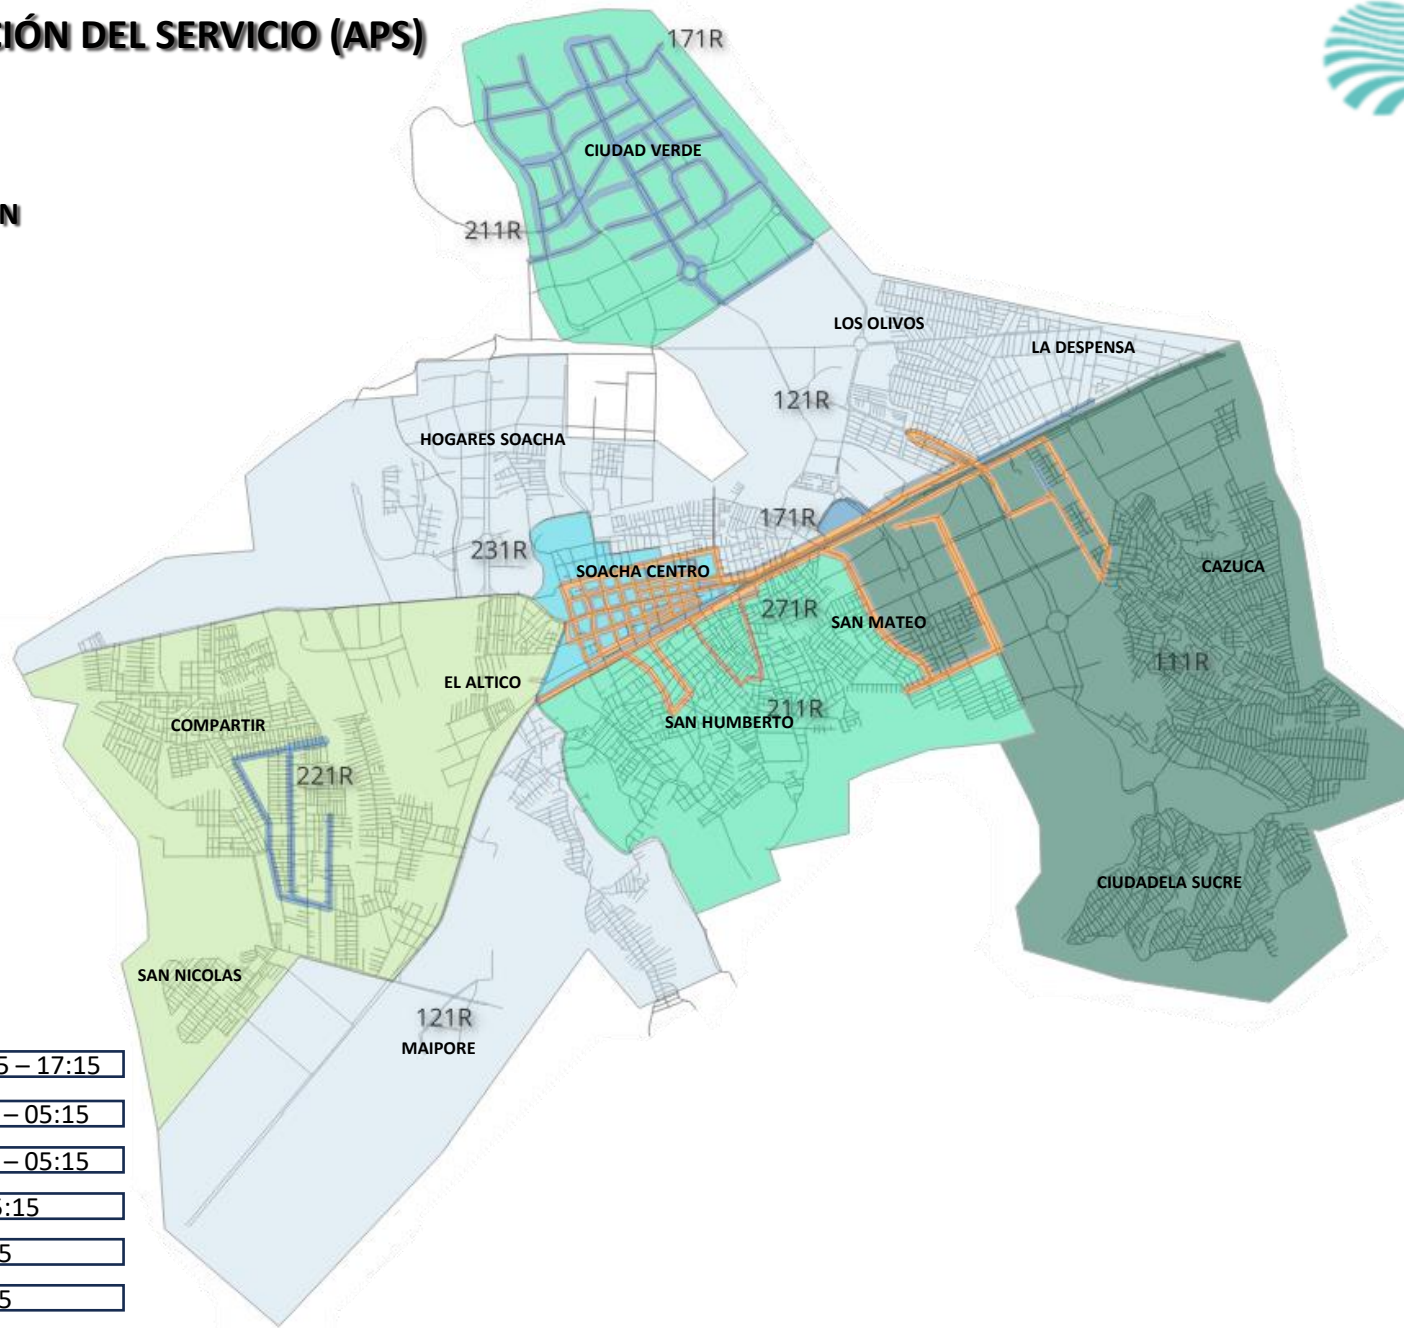 CIÓN DEL SERVICIO (APS)
171R
CIUDAD VERDE
N
211R
LOS OLIVOS
LA DESPENSA
121R
HOGARES SOACHA
171R
231R
SOACHA CENTRO
CAZUCA
271R
SAN MATEO
111R
EL ALTICO
211R
SAN HUMBERTO
COMPARTIR
221R
CIUDADELA SUCRE
SAN NICOLAS
121R
MAIPORE
5 – 17:15
– 05:15
– 05:15
5:15
5
5